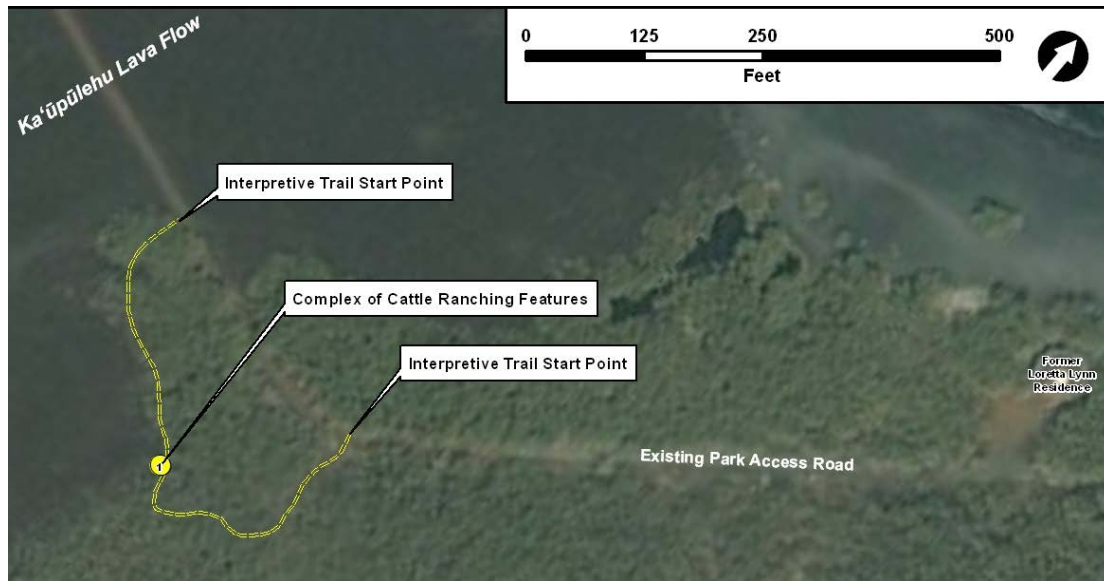 0 125 250 500
Feet
Ka'ūpūlehu Lava Flow
Interpretive Trail Start Point
Complex of Cattle Ranching Features
Interpretive Trail Start Point
Former
Loretta Lynn
Residence
Existing Park Access Road
1